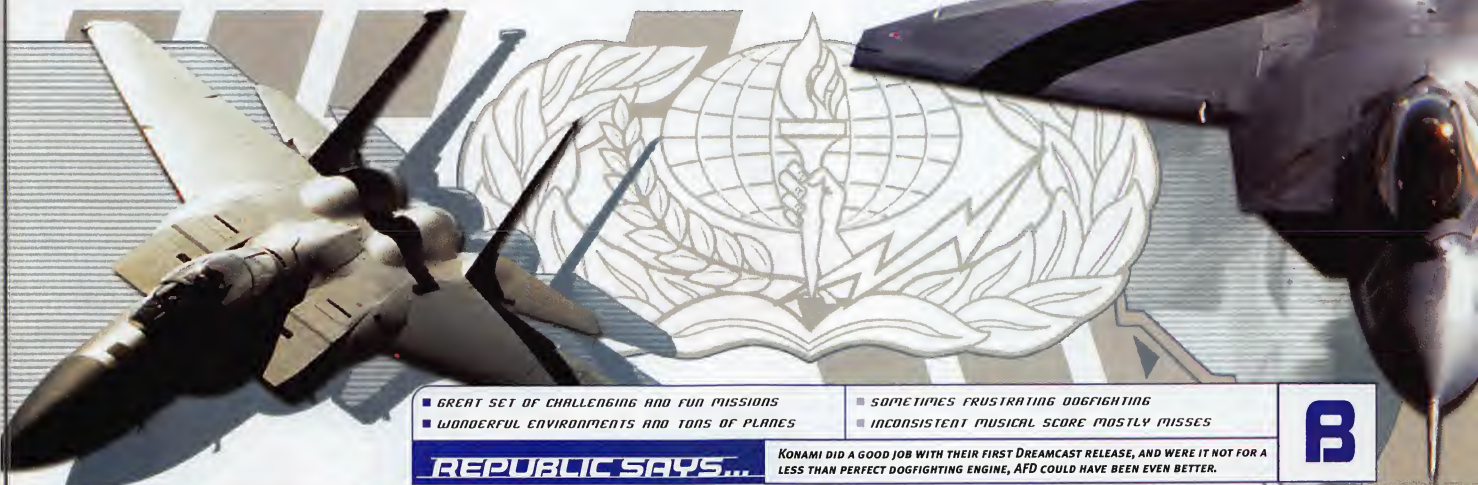 GREAT SET OF CHALLENGING AND FUN MISSIONS
WONDERFUL ENVIRONMENTS AND TONS OF PLANES
SOMETIMES FRUSTRATING DOGFIGHTING
INCONSISTENT MUSICAL SCORE MOSTLY MISSES
REPUBLIC SAYS...
KONAMI DID A GOOD JOB WITH THEIR FIRST DREAMCAST RELEASE, AND WERE IT NOT FOR A
LESS THAN PERFECT DOGFIGHTING ENGINE, AFD COULD HAVE BEEN EVEN BETTER.
B